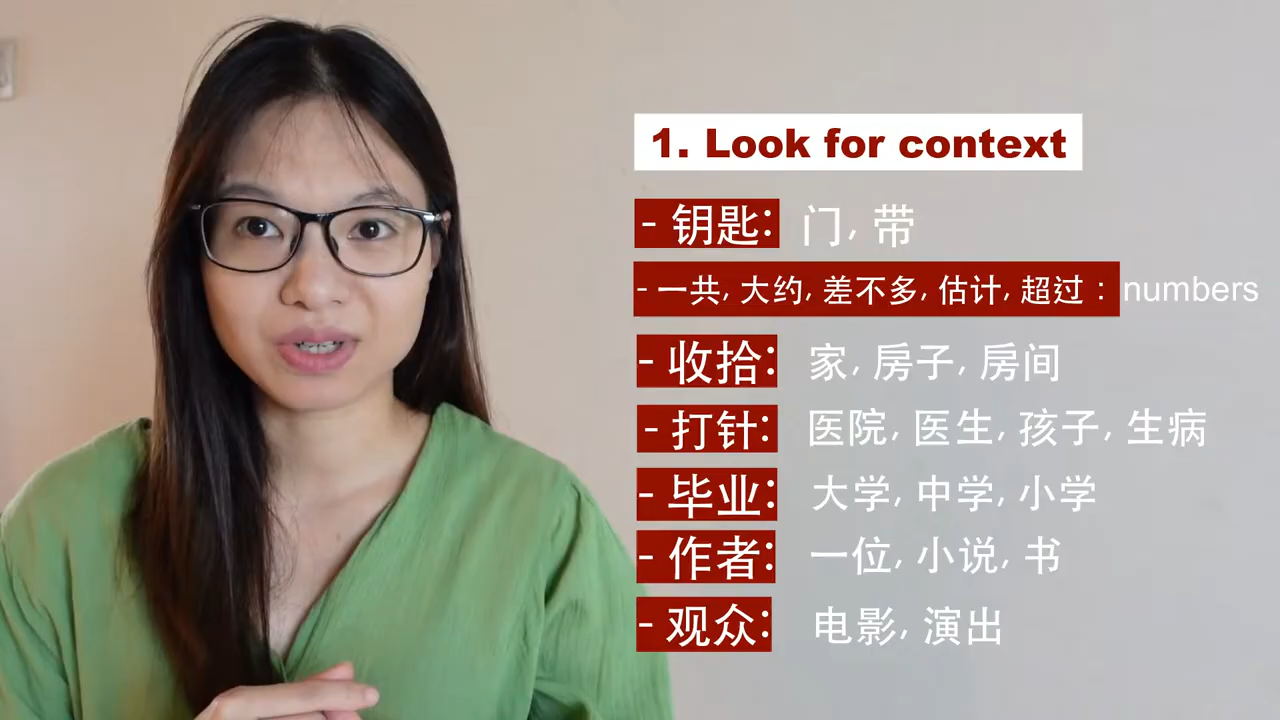 1. Look for context
- 钥匙: 门, 带
- 一共, 大约, 差不多, 估计, 超过 : numbers
- 收拾: 家, 房子, 房间
- 打针: 医院, 医生, 孩子, 生病
- 毕业: 大学, 中学, 小学
- 作者: 一位, 小说, 书
- 观众: 电影, 演出